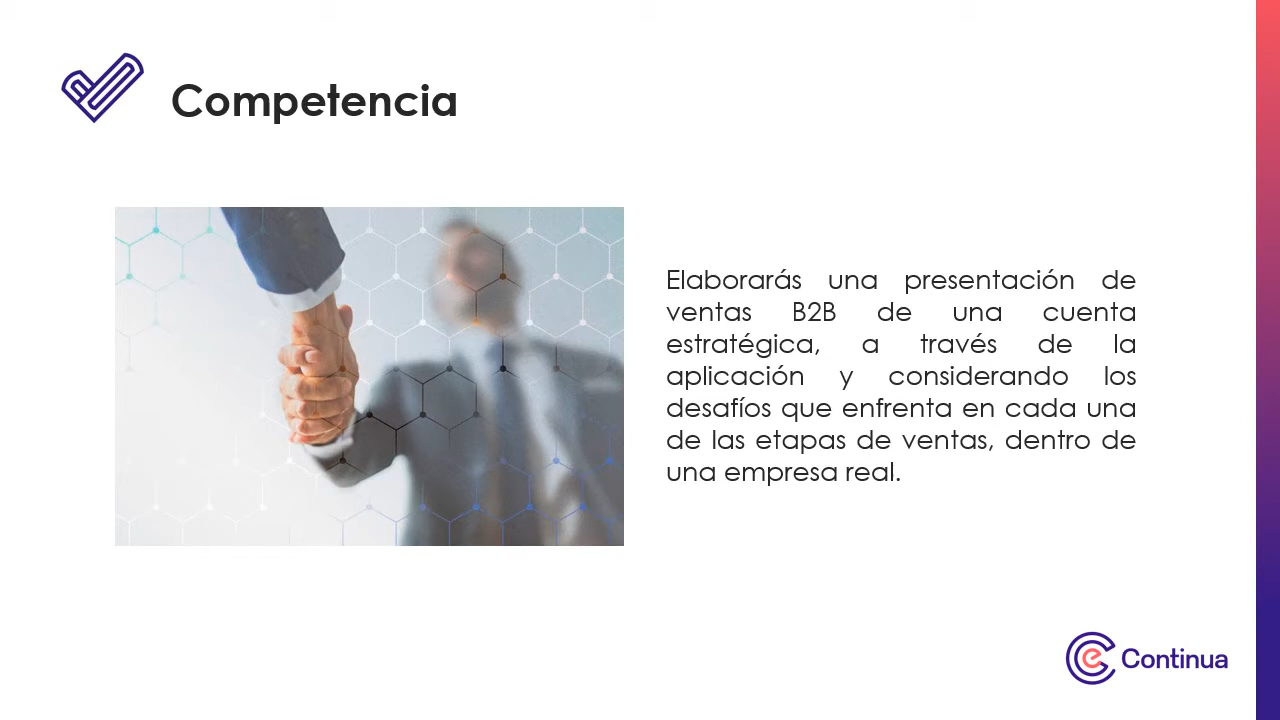 Competencia
Elaborarás una presentación de
ventas B2B de una cuenta
estratégica, a través de la
aplicación y considerando los
desafíos que enfrenta en cada una
de las etapas de ventas, dentro de
una empresa real.
Continua